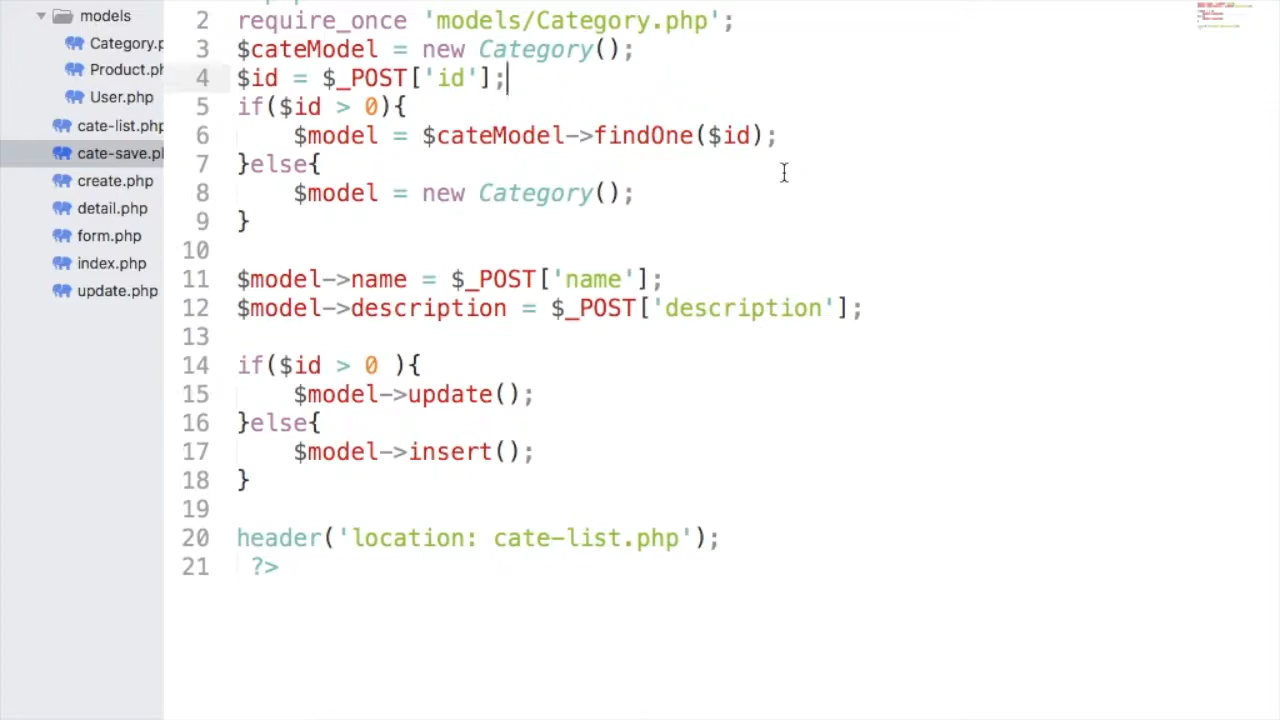 models
Category.p
Product.ph
User.php
cate-list.php
cate-save.pl
create.php
detail.php
form.php
index.php
update.php
2 require_once 'models/Category.php';
3 $cateModel = new Category();
4 $id = $_POST['id'];
5 if($id > 0){
6 $model = $cateModel->findOne($id);
7 }else{
8 $model = new Category();
9 }
10
11 $model->name = $_POST['name'];
12 $model->description = $_POST['description'];
13
14 if($id > 0 ){
15 $model->update();
16 }else{
17 $model->insert();
18 }
19
20 header('location: cate-list.php');
21 ?>